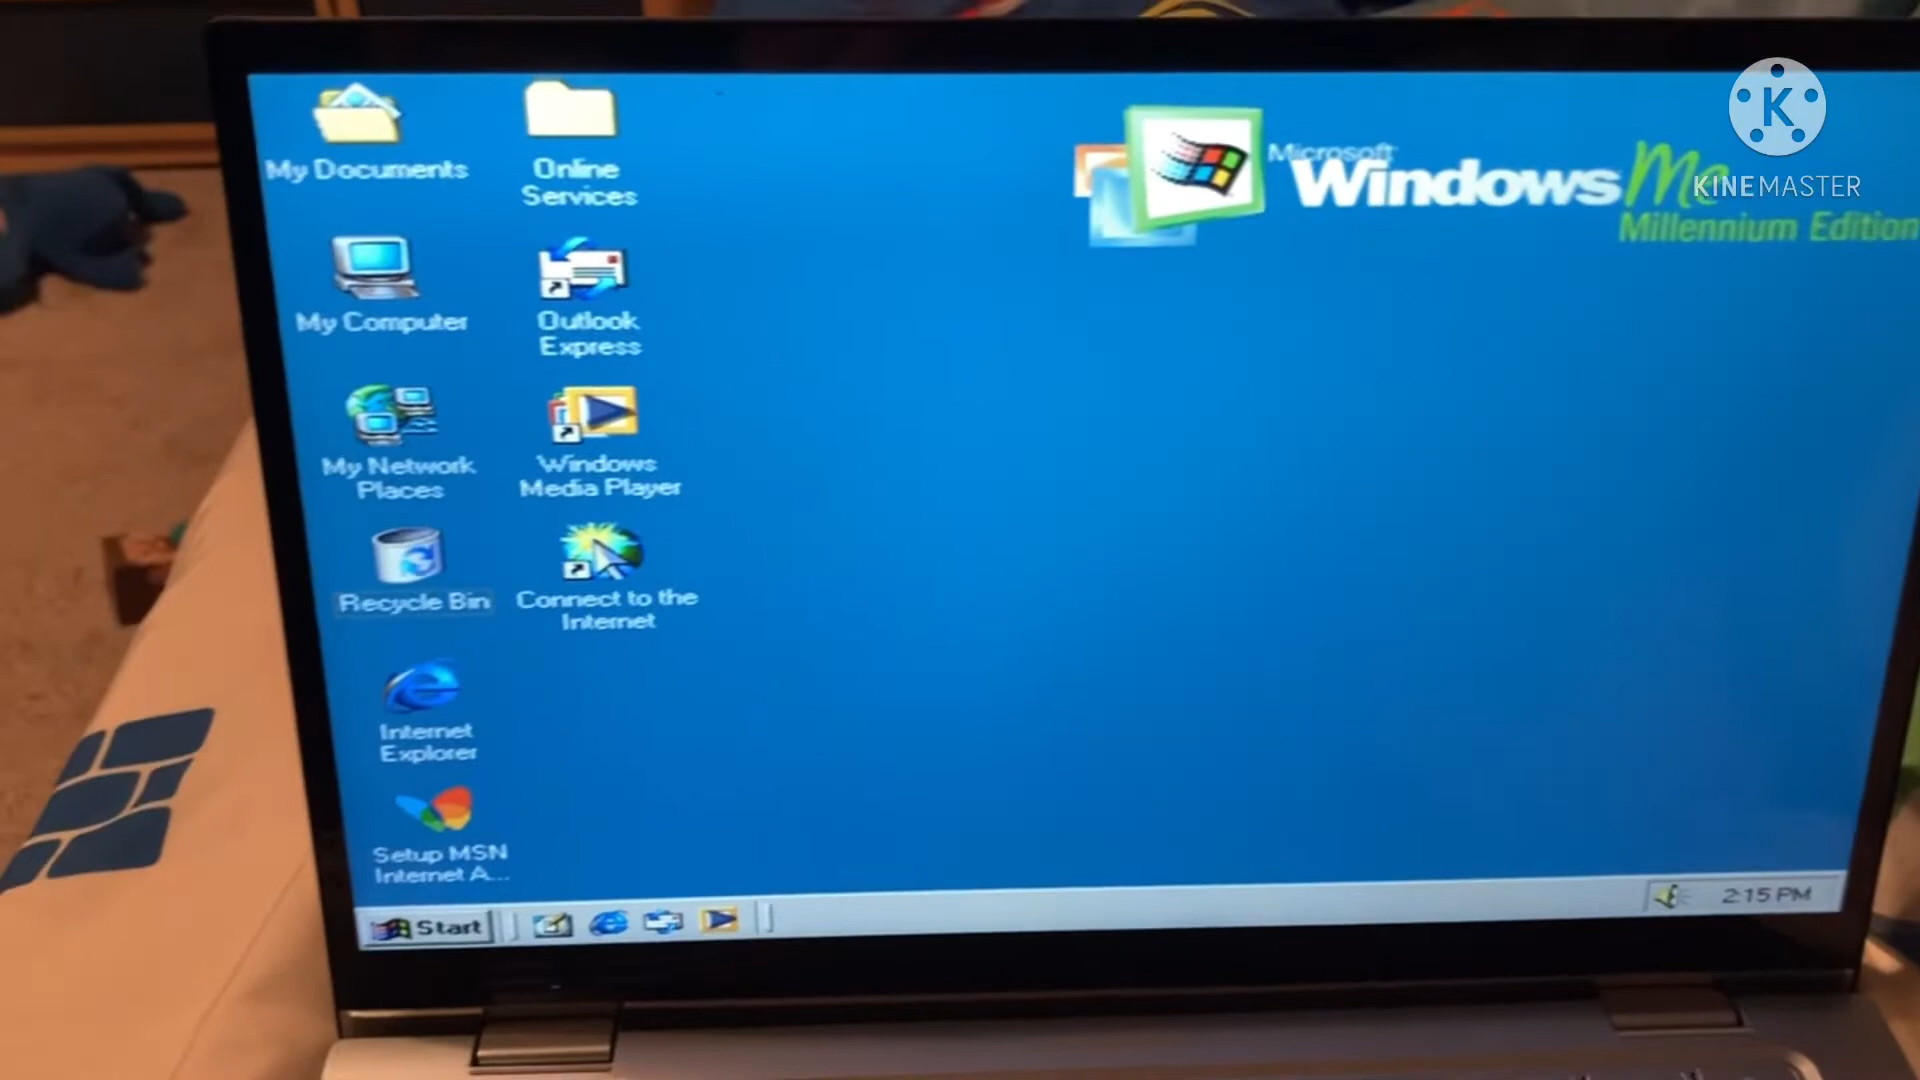 My Documents
Online
Services
Microsoft
Windows Me
Millennium Edition
K
KINEMASTER
My Computer
Outlook
Express
My Network
Places
Windows
Media Player
Recycle Bin
Connect to the
Internet
Internet
Explorer
Setup MSN
Internet A...
Start
2:15 PM